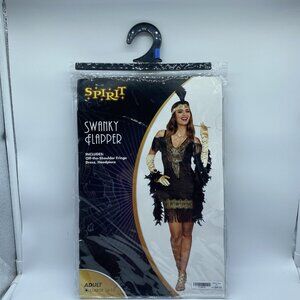 SPIRIT
SWANKY
FLAPPER
INCLUDES:
Off-the-Shoulder Fringe
Dress, Headpiece
ADULT